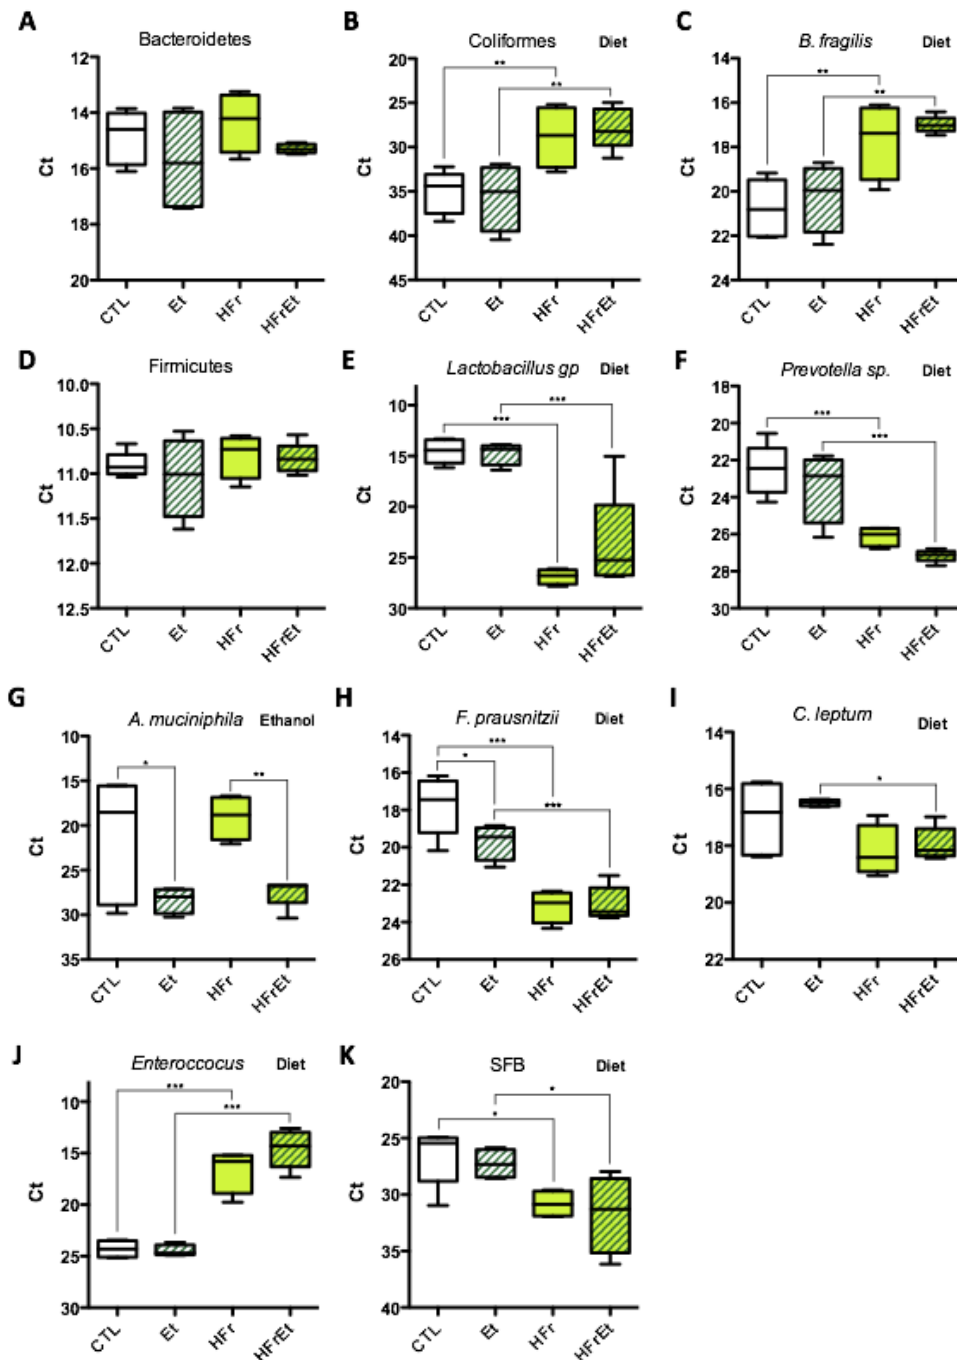 A Bacteroidetes
Ct
14
16
18
20
CTL Et HFr HFrEt
B Coliformes Diet
Ct
20
25
30
35
40
45
** **
CTL Et HFr HFrEt
C B. fragilis Diet
Ct
16
18
20
22
24
** **
CTL Et HFr HFrEt
D Firmicutes
Ct
10.0
10.5
11.0
11.5
12.0
12.5
CTL Et HFr HFrEt
E Lactobacillus gp Diet
Ct
10
15
20
25
30
*** ***
CTL Et HFr HFrEt
F Prevotella sp. Diet
Ct
18
20
22
24
26
28
30
*** ***
CTL Et HFr HFrEt
G A. muciniphila Ethanol
Ct
10
15
20
25
30
35
* **
CTL Et HFr HFrEt
H F. prausnitzii Diet
Ct
14
16
18
20
22
24
26
***
* ***
CTL Et HFr HFrEt
I C. leptum Diet
Ct
14
16
18
20
22
*
CTL Et HFr HFrEt
J Enteroccocus Diet
Ct
10
15
20
25
30
*** ***
CTL Et HFr HFrEt
K SFB Diet
Ct
20
25
30
35
40
* *
CTL Et HFr HFrEt